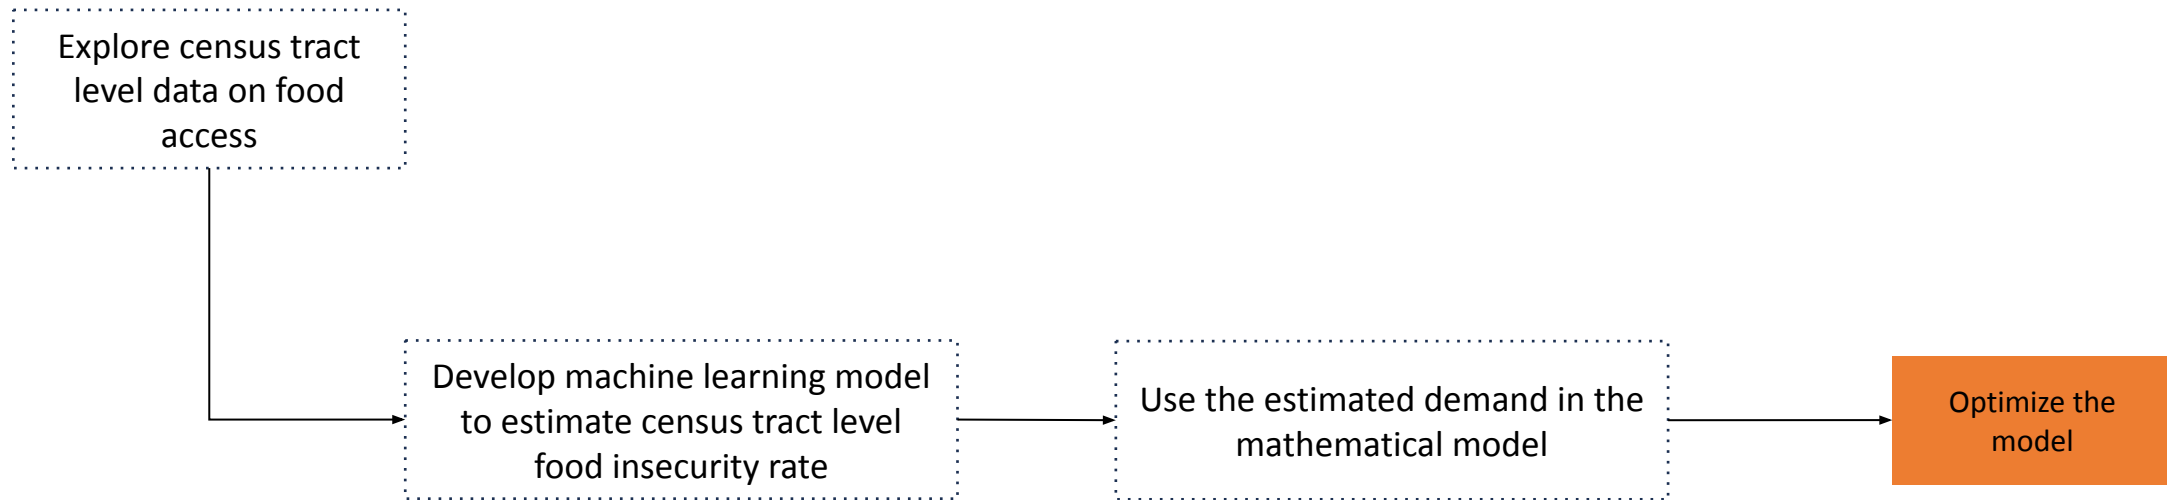 Explore census tract
level data on food
access
Develop machine learning model
to estimate census tract level
food insecurity rate
Use the estimated demand in the
mathematical model
Optimize the
model